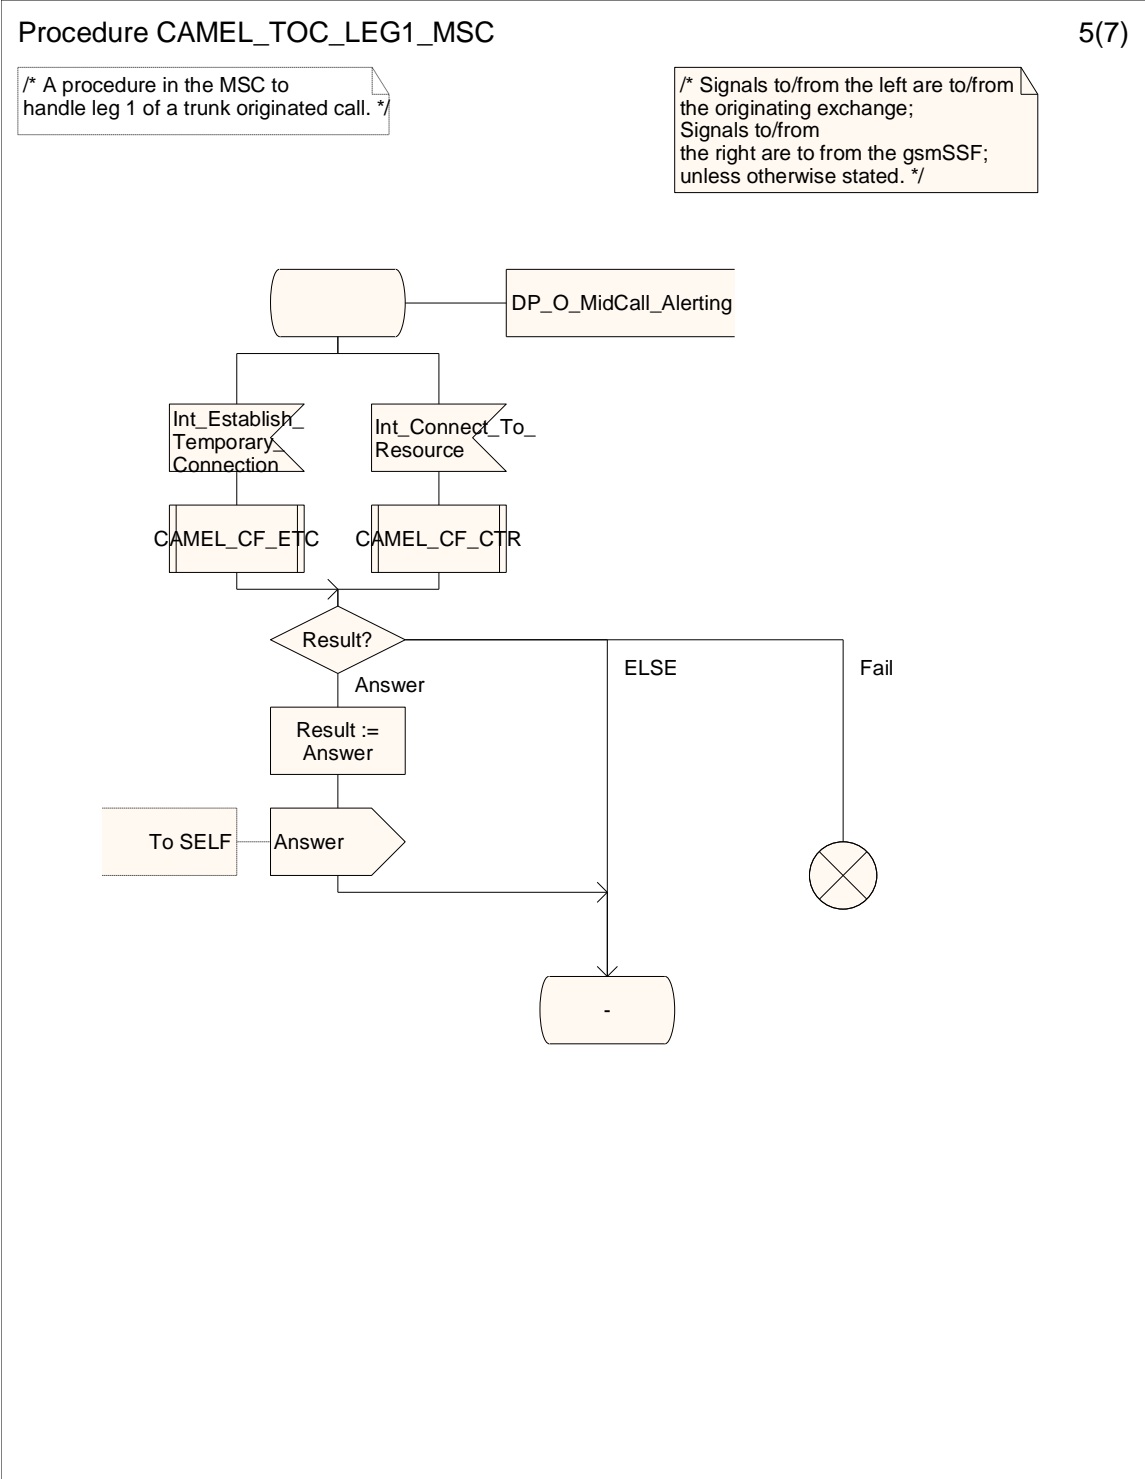 Procedure CAMEL_TOC_LEG1_MSC
5(7)
/* A procedure in the MSC to
handle leg 1 of a trunk originated call. */
/* Signals to/from the left are to/from
the originating exchange;
Signals to/from
the right are to from the gsmSSF;
unless otherwise stated. */
DP_O_MidCall_Alerting
Int_Establish_
Temporary_
Connection
Int_Connect_To_
Resource
CAMEL_CF_ETC
CAMEL_CF_CTR
Result?
ELSE
Fail
Answer
Result :=
Answer
To SELF
Answer
-